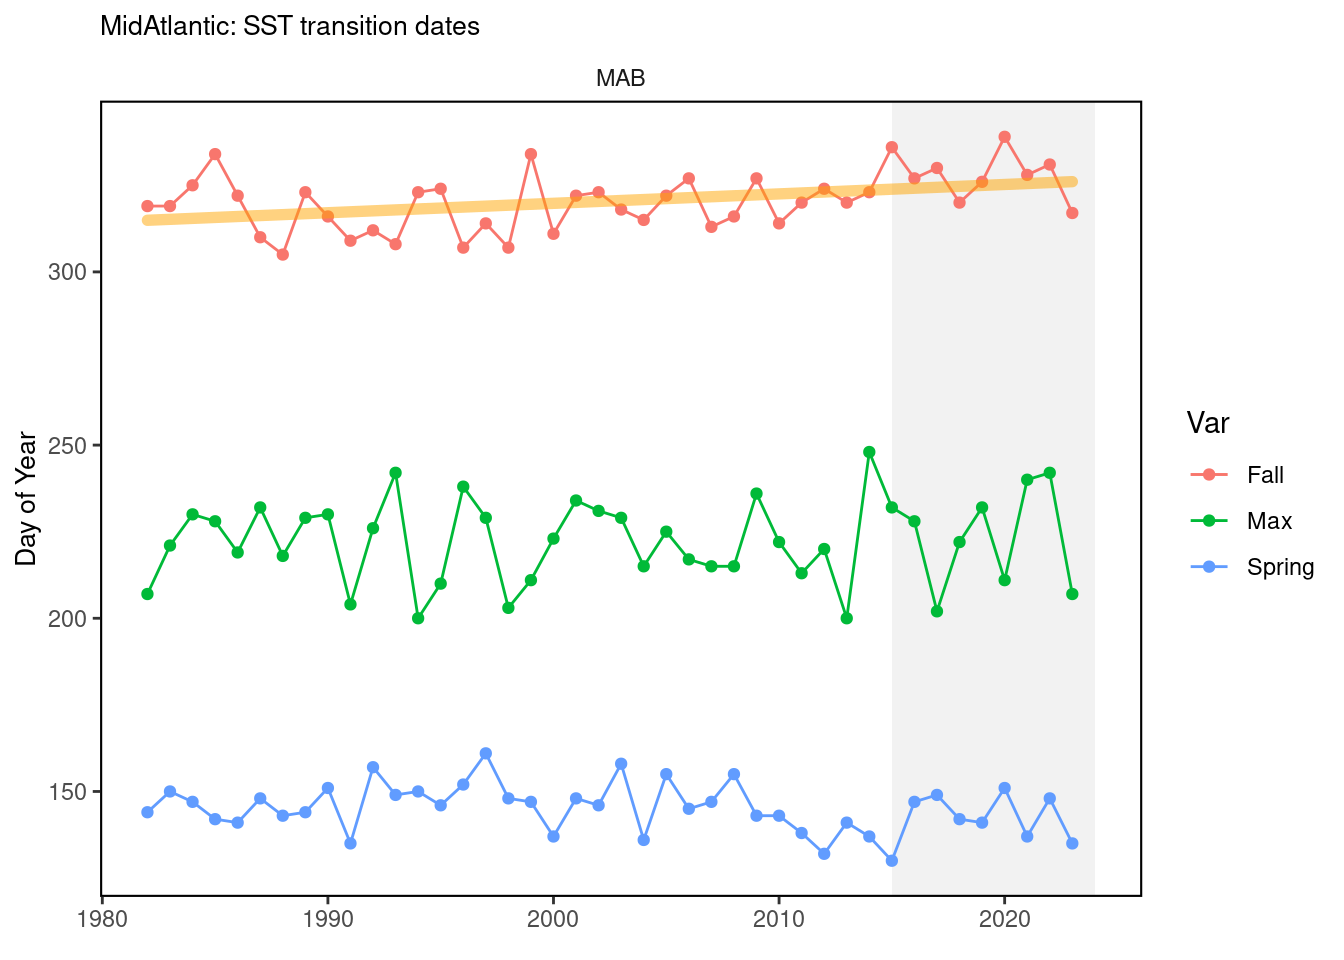 MidAtlantic: SST transition dates
MAB
300
250
200
150
Day of Year
1980 1990 2000 2010 2020
Var
Fall
Max
Spring